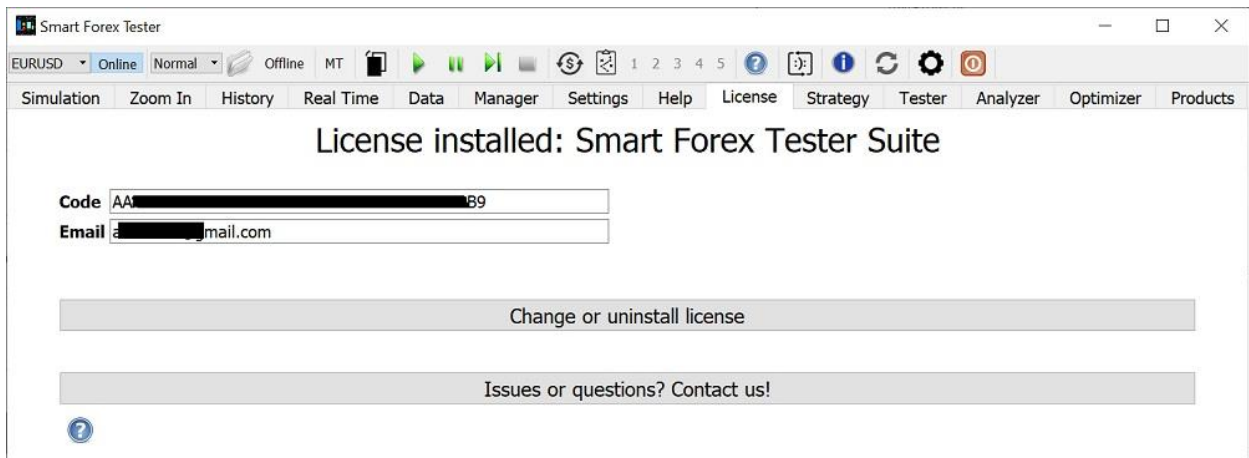 Smart Forex Tester
EURUSD Online Normal Offline MT 1 2 3 4 5
Simulation Zoom In History Real Time Data Manager Settings Help License Strategy Tester Analyzer Optimizer Products
License installed: Smart Forex Tester Suite
Code AA B9
Email a gmail.com
Change or uninstall license
Issues or questions? Contact us!